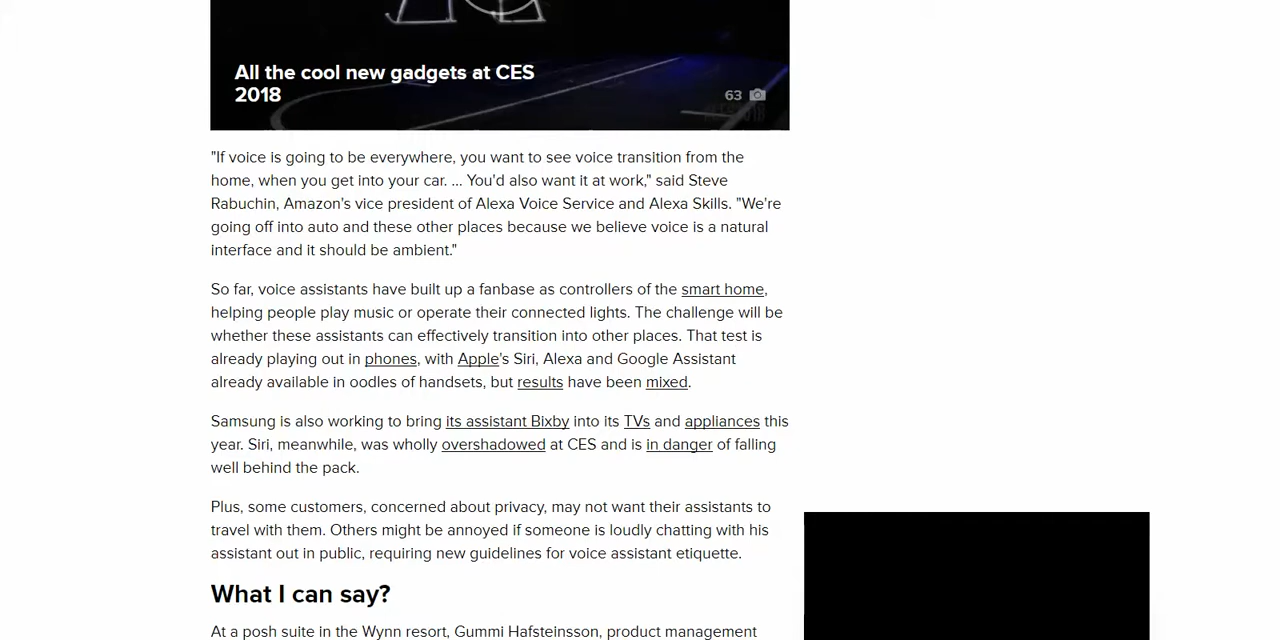 All the cool new gadgets at CES
2018
63
"If voice is going to be everywhere, you want to see voice transition from the
home, when you get into your car. ... You'd also want it at work," said Steve
Rabuchin, Amazon's vice president of Alexa Voice Service and Alexa Skills. "We're
going off into auto and these other places because we believe voice is a natural
interface and it should be ambient."
So far, voice assistants have built up a fanbase as controllers of the smart home,
helping people play music or operate their connected lights. The challenge will be
whether these assistants can effectively transition into other places. That test is
already playing out in phones, with Apple's Siri, Alexa and Google Assistant
already available in oodles of handsets, but results have been mixed.
Samsung is also working to bring its assistant Bixby into its TVs and appliances this
year. Siri, meanwhile, was wholly overshadowed at CES and is in danger of falling
well behind the pack.
Plus, some customers, concerned about privacy, may not want their assistants to
travel with them. Others might be annoyed if someone is loudly chatting with his
assistant out in public, requiring new guidelines for voice assistant etiquette.
What I can say?
At a posh suite in the Wynn resort, Gummi Hafsteinsson, product management